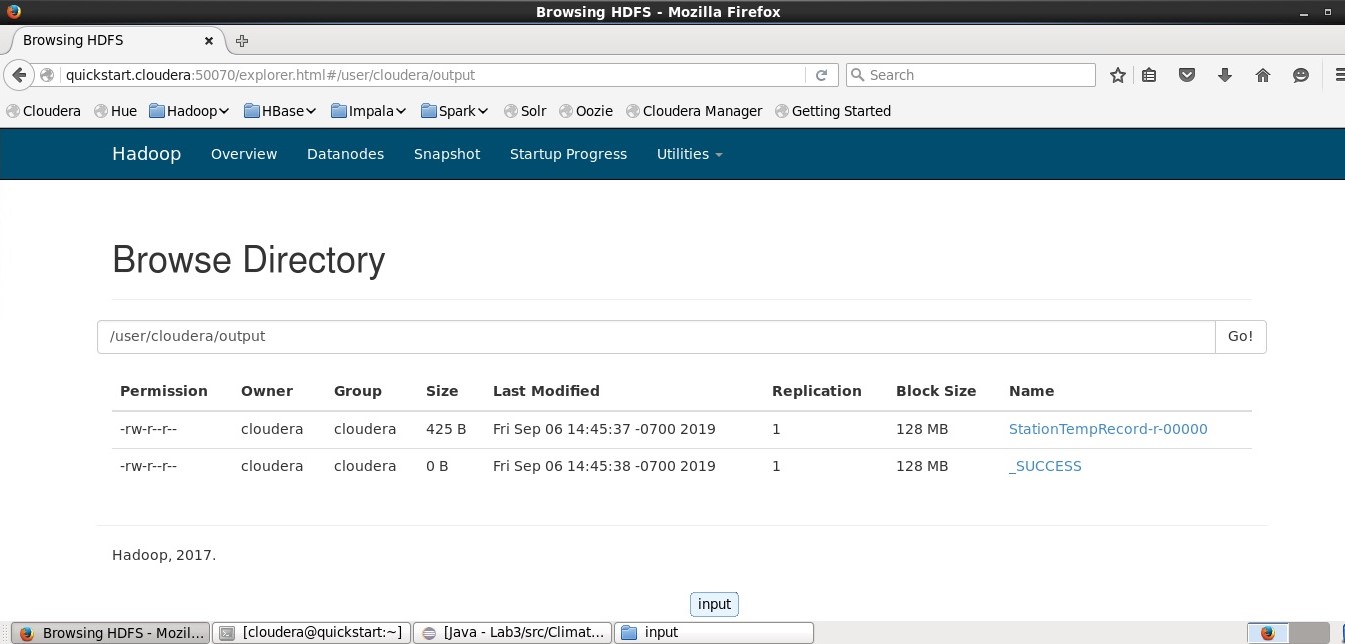 Browsing HDFS - Mozilla Firefox
Browsing HDFS
quickstart.cloudera:50070/explorer.html#/user/cloudera/output
Search
Cloudera Hue Hadoop HBase Impala Spark Solr Oozie Cloudera Manager Getting Started
Hadoop Overview Datanodes Snapshot Startup Progress Utilities
Browse Directory
/user/cloudera/output Go!
Permission Owner Group Size Last Modified Replication Block Size Name
-rw-r--r-- cloudera cloudera 425 B Fri Sep 06 14:45:37 -0700 2019 1 128 MB StationTempRecord-r-00000
-rw-r--r-- cloudera cloudera 0 B Fri Sep 06 14:45:38 -0700 2019 1 128 MB _SUCCESS
Hadoop, 2017.
input
Browsing HDFS - Mozil... [cloudera@quickstart:~] [Java - Lab3/src/Climat... input